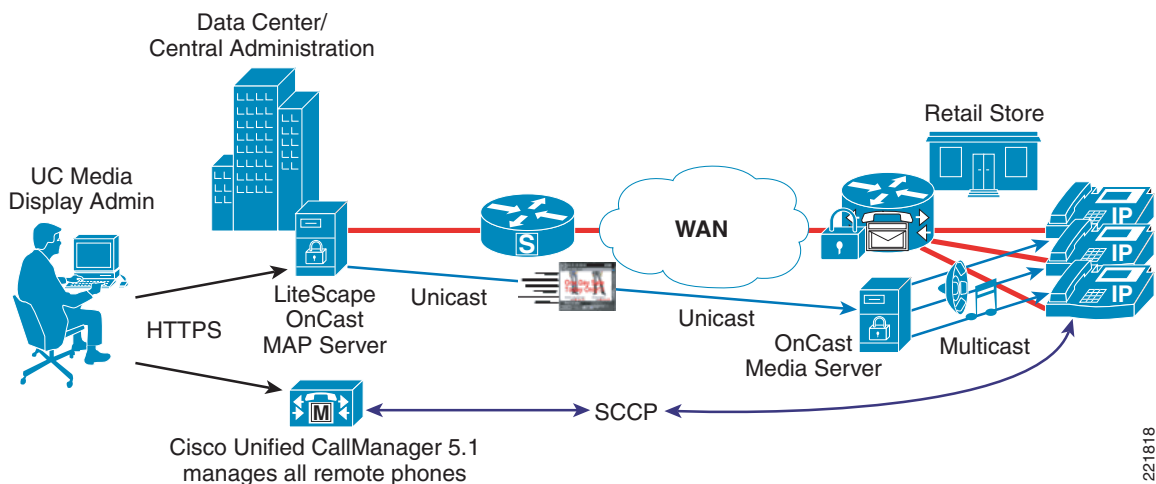 Data Center/
Central Administration
Retail Store
UC Media
Display Admin
IP
IP
IP
WAN
S
LiteScape
OnCast
MAP Server
HTTPS
Unicast
Unicast
OnCast
Media Server
Multicast
M
SCCP
Cisco Unified CallManager 5.1
manages all remote phones
221818